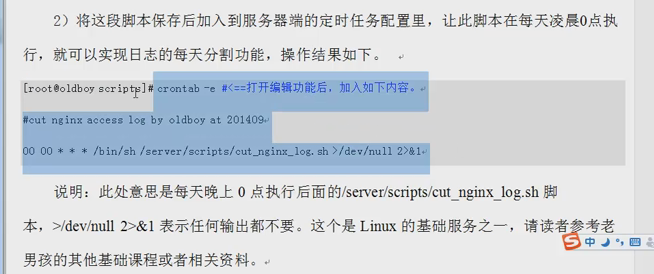 2）将这段脚本保存后加入到服务器端的定时任务配置里，让此脚本在每天凌晨0点执
行，就可以实现日志的每天分割功能，操作结果如下。
[root@oldboy scripts]# crontab -e #<==打开编辑功能后，加入如下内容。
#cut nginx access log by oldboy at 201409
00 00 * * * /bin/sh /server/scripts/cut_nginx_log.sh >/dev/null 2>&1
说明：此处意思是每天晚上 0 点执行后面的/server/scripts/cut_nginx_log.sh 脚
本，>/dev/null 2>&1 表示任何输出都不要。这个是 Linux 的基础服务之一，请读者参考老
男孩的其他基础课程或者相关资料。
S 中